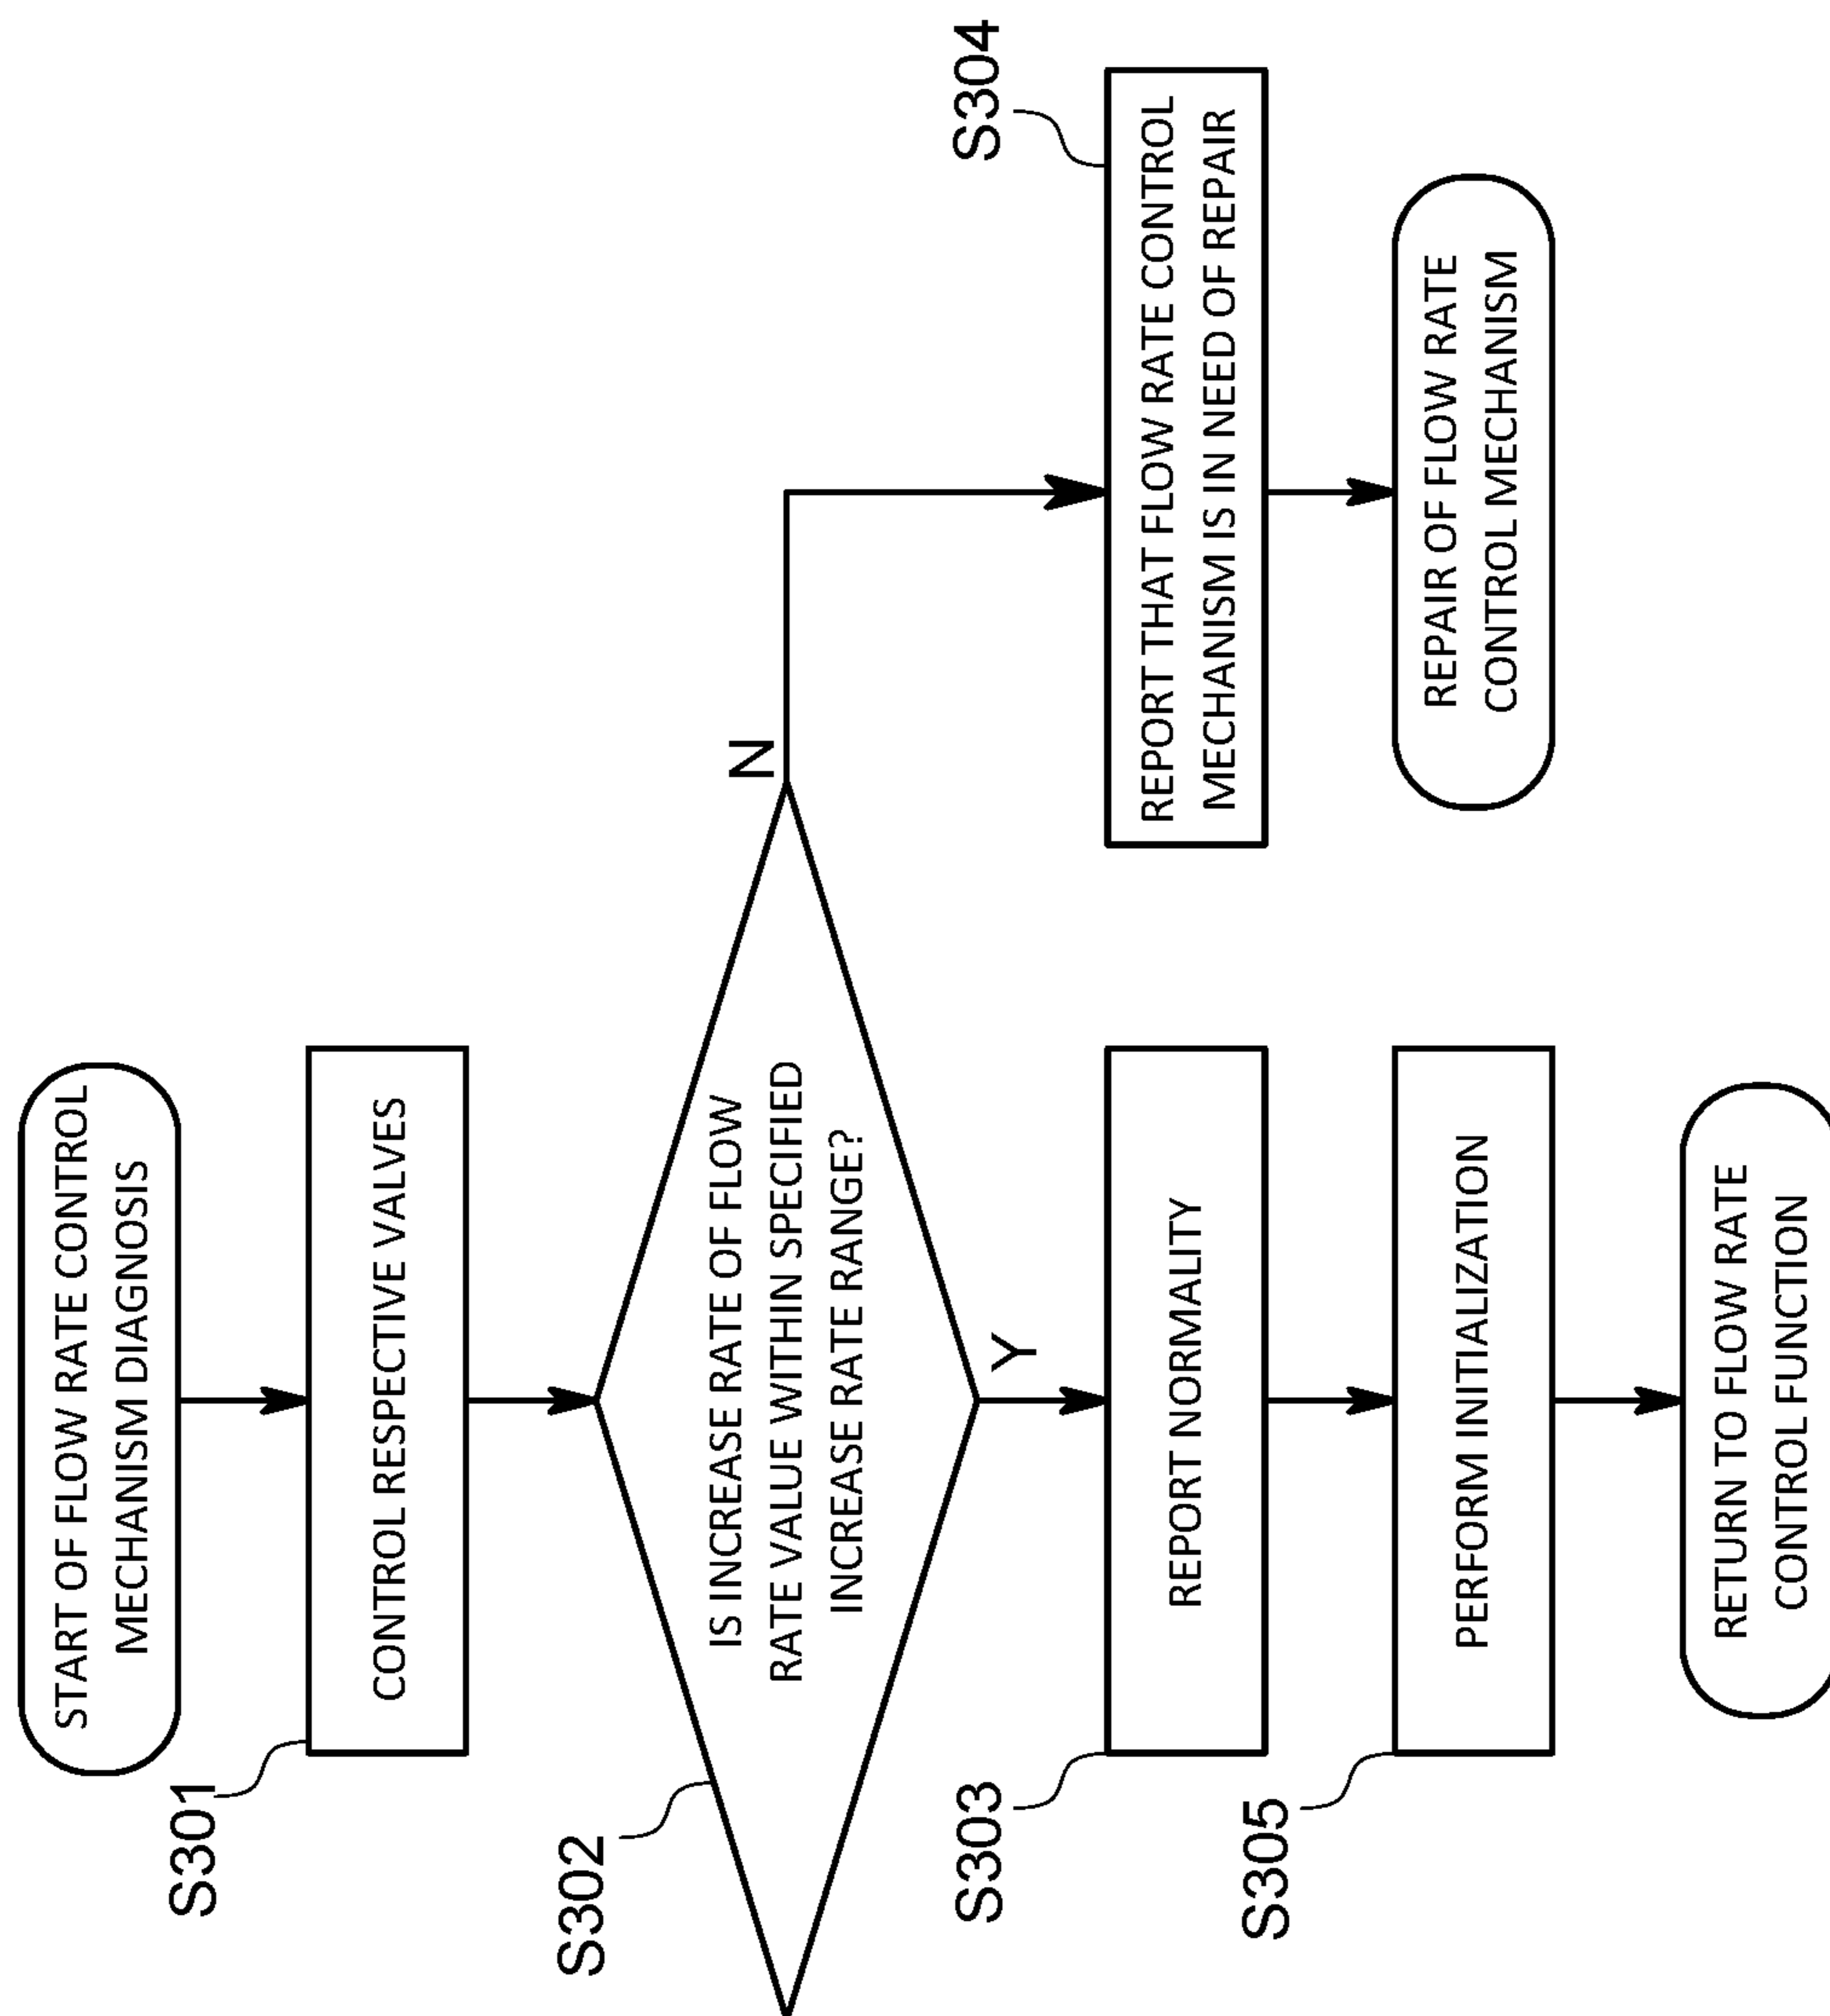 START OF FLOW RATE CONTROL
MECHANISM DIAGNOSIS
S301
CONTROL RESPECTIVE VALVES
S302
IS INCREASE RATE OF FLOW
RATE VALUE WITHIN SPECIFIED
INCREASE RATE RANGE?
N
Y
S303
REPORT NORMALITY
S304
REPORT THAT FLOW RATE CONTROL
MECHANISM IS IN NEED OF REPAIR
S305
PERFORM INITIALIZATION
REPAIR OF FLOW RATE
CONTROL MECHANISM
RETURN TO FLOW RATE
CONTROL FUNCTION